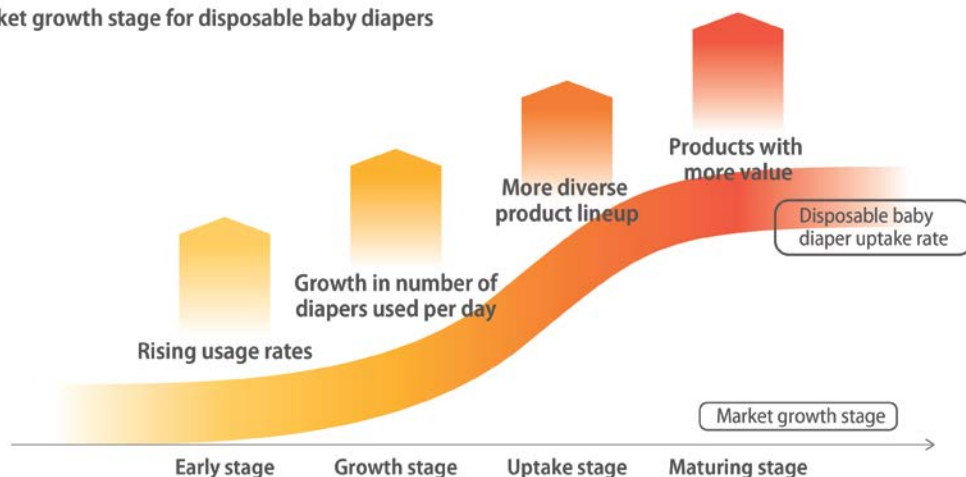 ket growth stage for disposable baby diapers
Products with
more value
More diverse
product lineup
Disposable baby
diaper uptake rate
Growth in number of
diapers used per day
Rising usage rates
Market growth stage
Early stage
Growth stage
Uptake stage
Maturing stage